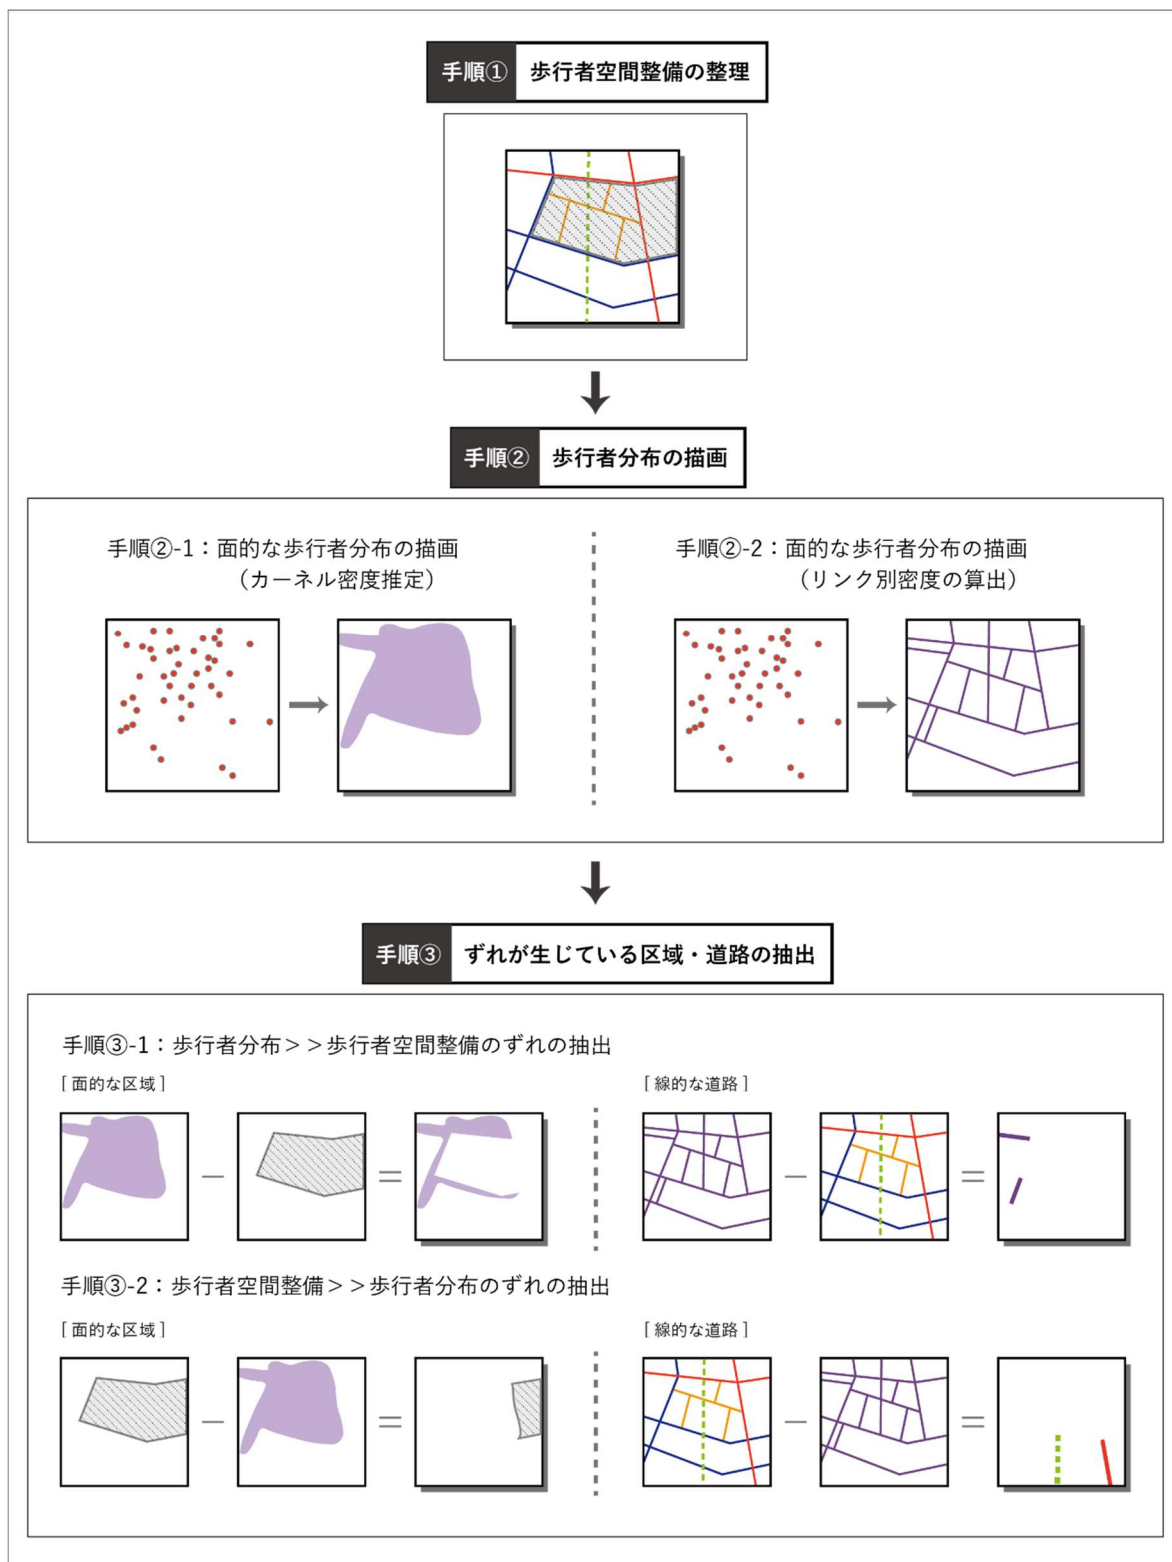 手順① 歩行者空間整備の整理
手順② 歩行者分布の描画
手順②-1：面的な歩行者分布の描画
（カーネル密度推定）
手順②-2：面的な歩行者分布の描画
（リンク別密度の算出）
手順③ ずれが生じている区域・道路の抽出
手順③-1：歩行者分布>>歩行者空間整備のずれの抽出
[ 面的な区域 ]
[ 線的な道路 ]
手順③-2：歩行者空間整備>>歩行者分布のずれの抽出
[ 面的な区域 ]
[ 線的な道路 ]